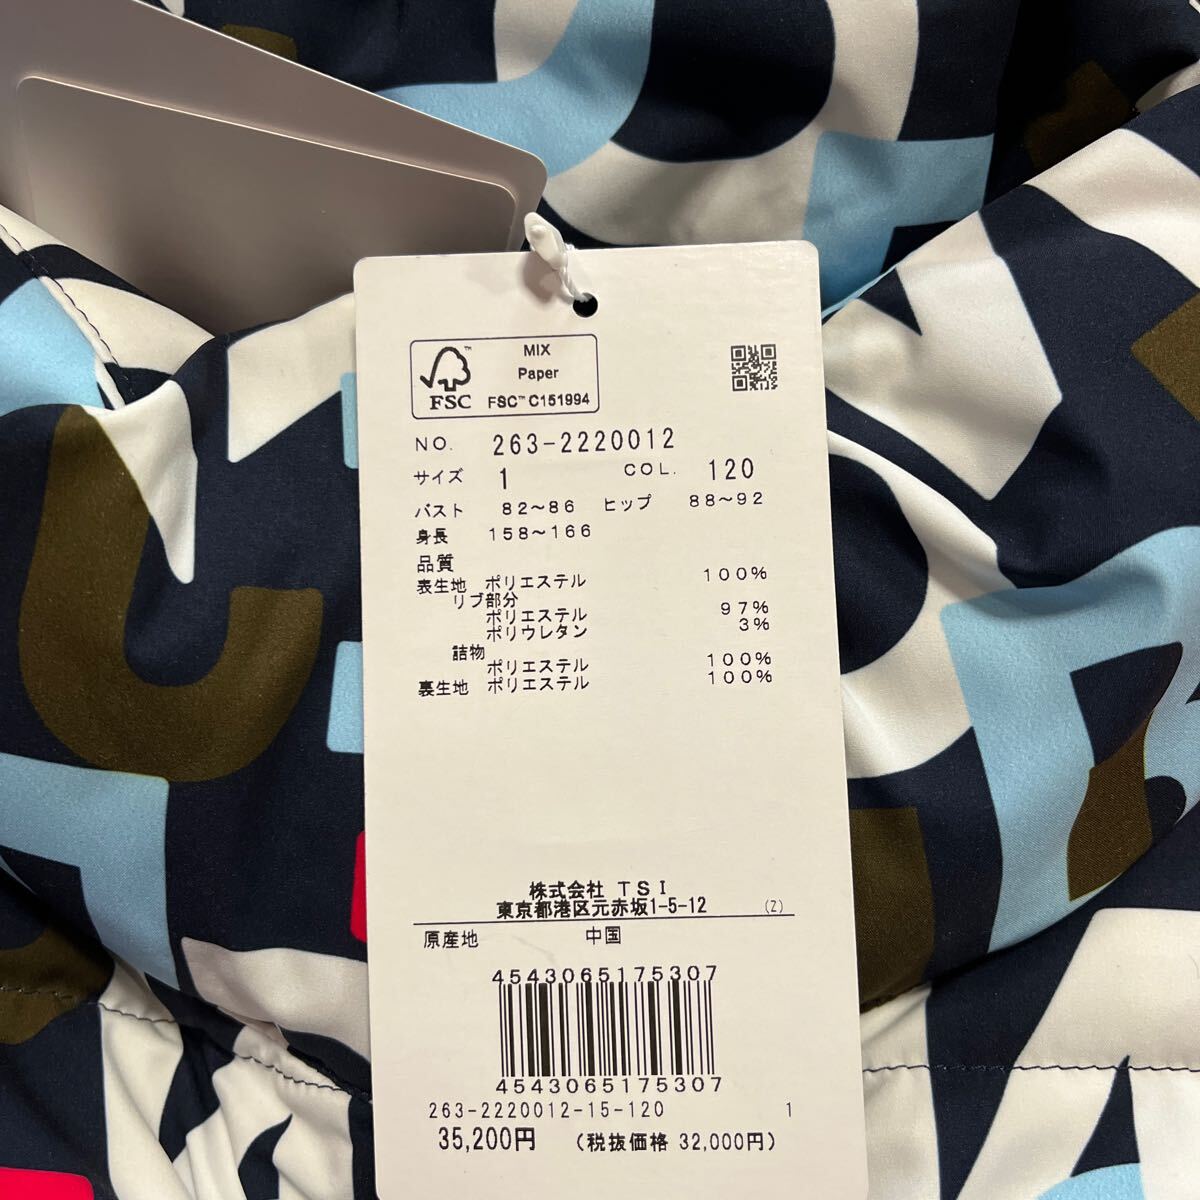 MIX
Paper
FSC™ C151994
FSC
NO. 263-2220012
サイズ 1 COL. 120
バスト 82～86 ヒップ 88～92
身長 158～166
品質
表生地 ポリエステル 100%
リブ部分
ポリエステル 97%
ポリウレタン 3%
詰物
ポリエステル 100%
裏生地 ポリエステル 100%
株式会社 TSI
東京都港区元赤坂1-5-12 (Z)
原産地 中国
4543065175307
4543065175307
263-2220012-15-120 1
35,200円 (税抜価格 32,000円)